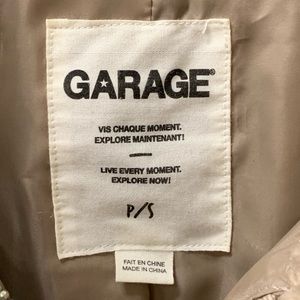 GARAGE®
VIS CHAQUE MOMENT.
EXPLORE MAINTENANT!
LIVE EVERY MOMENT.
EXPLORE NOW!
P/S
FAIT EN CHINE
MADE IN CHINA